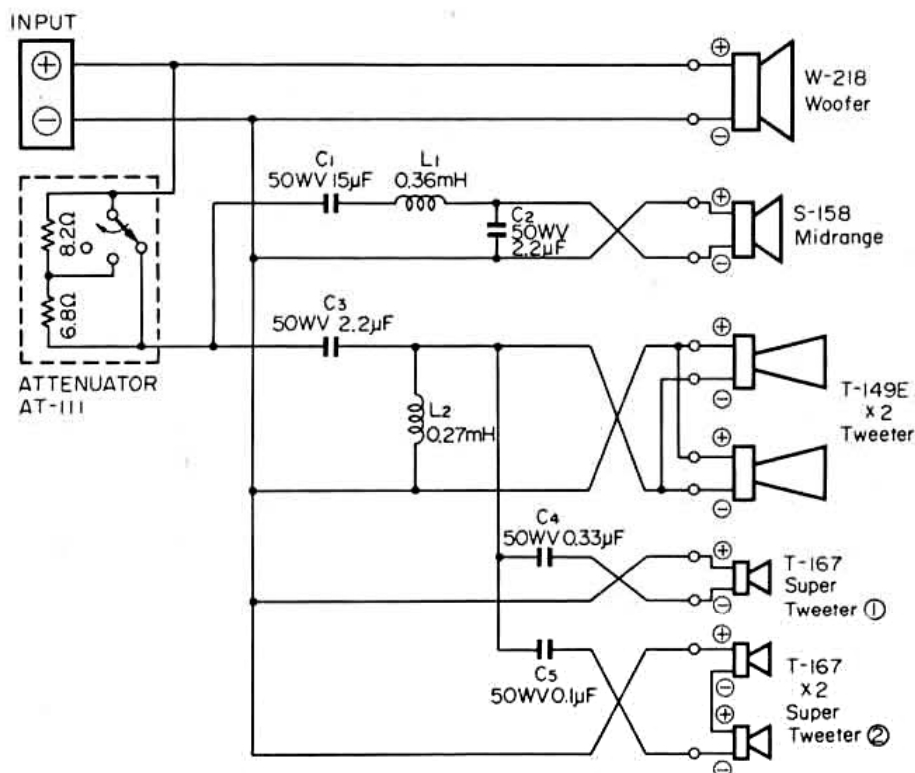 INPUT
⊕
⊖
⊕
⊖
W-218
Woofer
C1
50WV 15μF
L1
0.36mH
C2
50WV
2.2μF
⊕
⊖
S-158
Midrange
8.2Ω
6.8Ω
ATTENUATOR
AT-111
C3
50WV 2.2μF
L2
0.27mH
⊕
⊖
⊕
⊖
T-149E
x 2
Tweeter
C4
50WV 0.33μF
⊕
⊖
T-167
Super
Tweeter ①
C5
50WV 0.1μF
⊕
⊖
⊕
⊖
T-167
x 2
Super
Tweeter ②